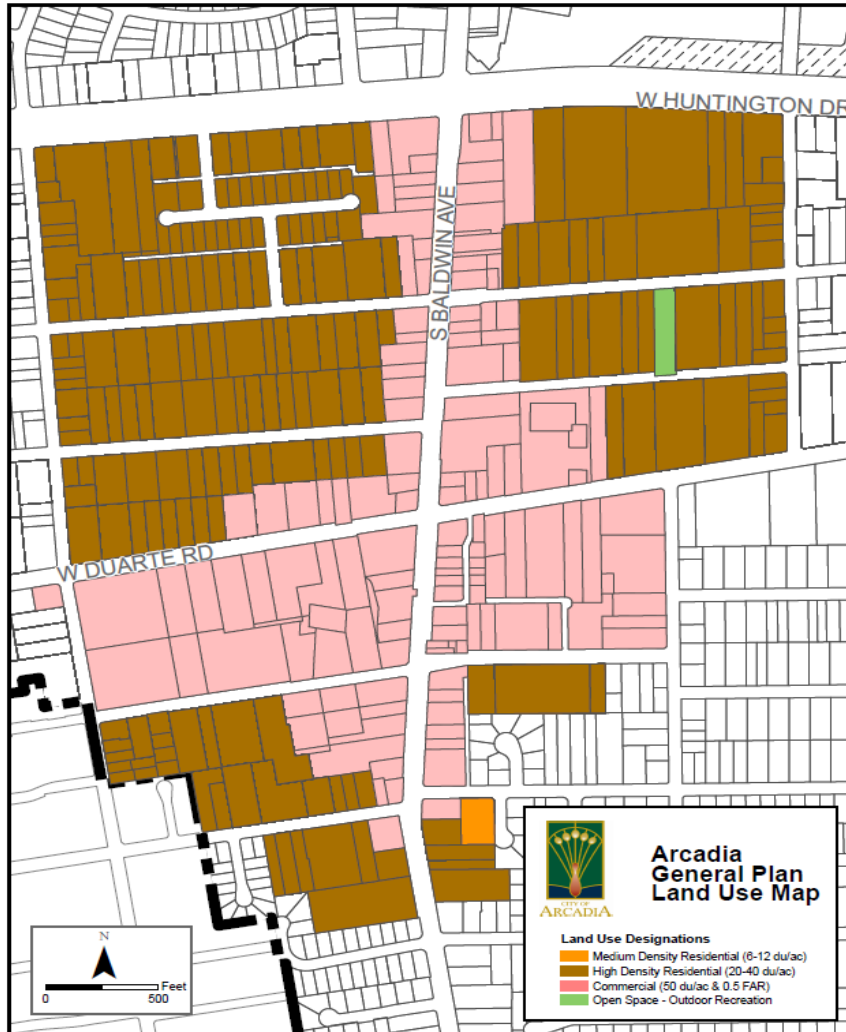 W HUNTINGTON DR
S BALDWIN AVE
W DUARTE RD
N
Feet
0 500
CITY OF
ARCADIA
Arcadia
General Plan
Land Use Map
Land Use Designations
Medium Density Residential (6-12 du/ac)
High Density Residential (20-40 du/ac)
Commercial (50 du/ac & 0.5 FAR)
Open Space - Outdoor Recreation